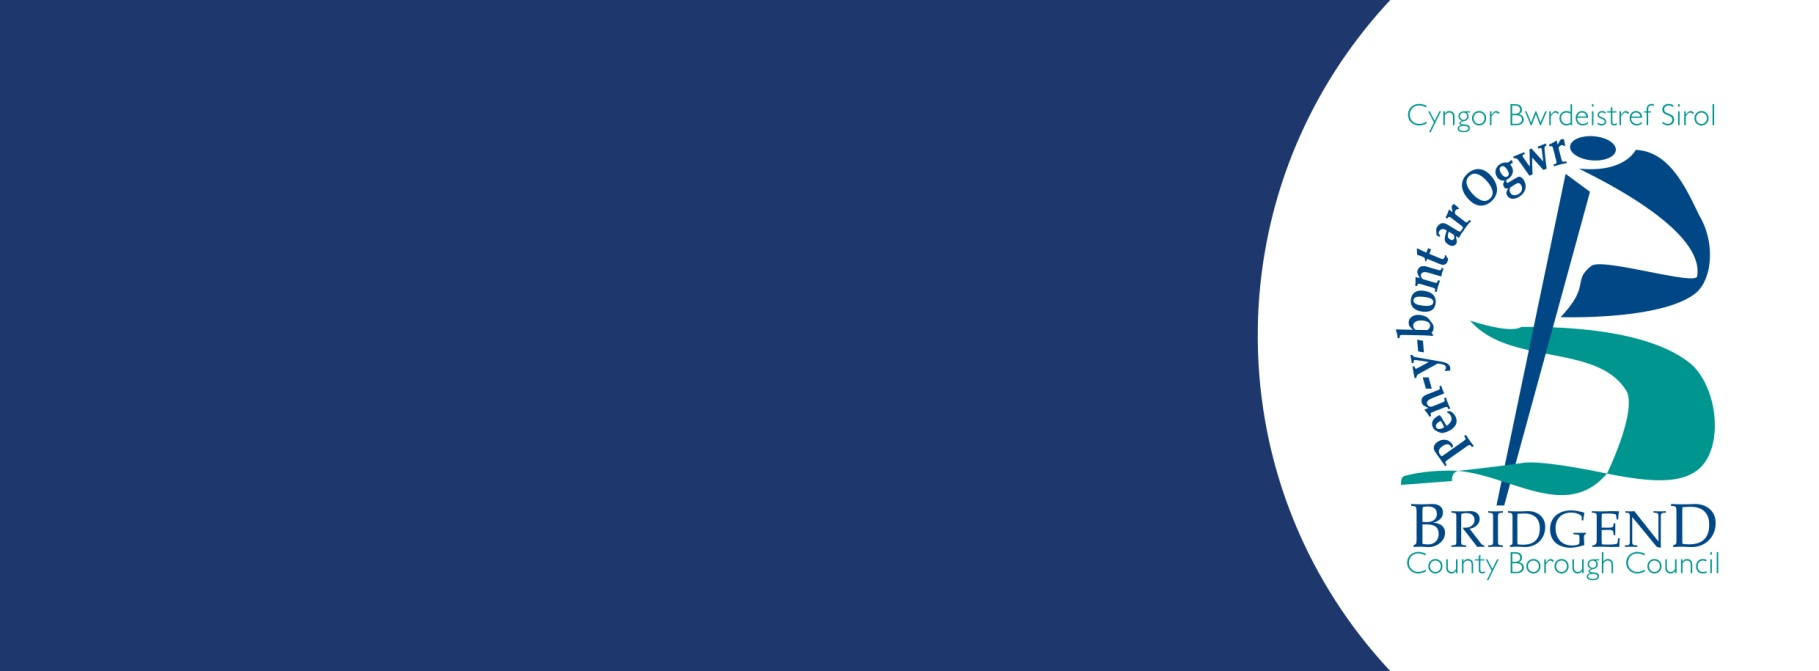 Cyngor Bwrdeistref Sirol
Pen-y-bont ar Ogwr
BRIDGEND
County Borough Council